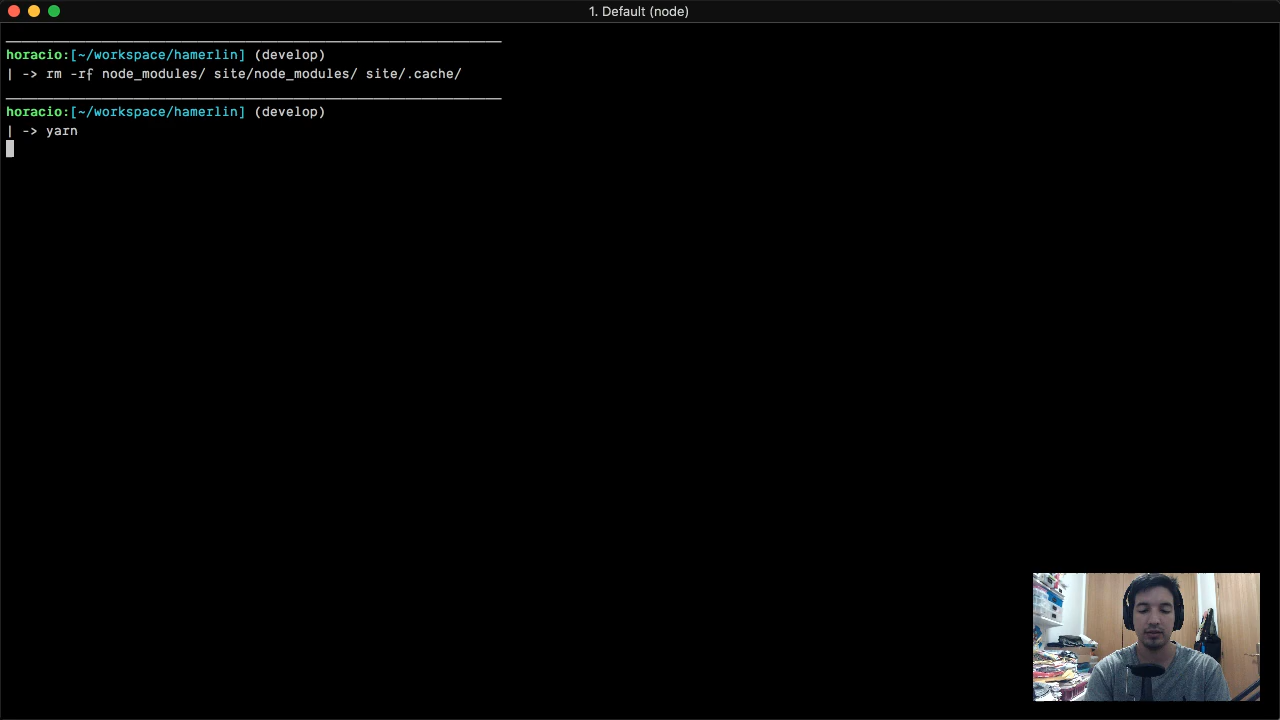 1. Default (node)
horacio:[~/workspace/hamerlin] (develop)
| -> rm -rf node_modules/ site/node_modules/ site/.cache/
horacio:[~/workspace/hamerlin] (develop)
| -> yarn